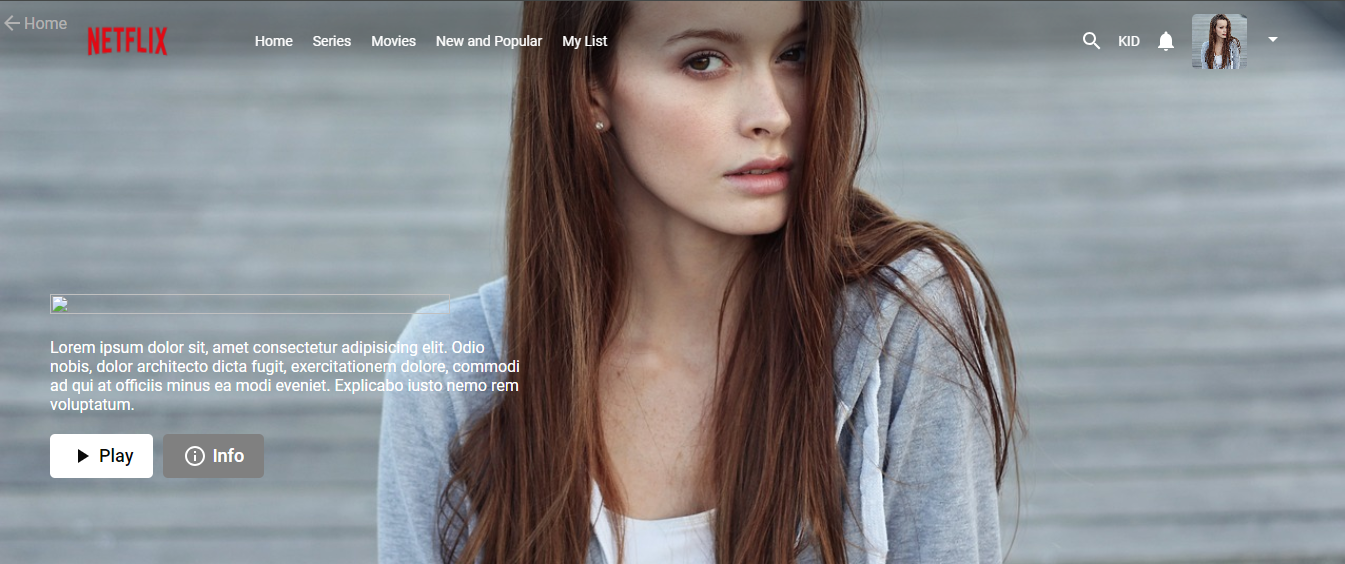 Home
NETFLIX
Home Series Movies New and Popular My List
KID
Lorem ipsum dolor sit, amet consectetur adipisicing elit. Odio
nobis, dolor architecto dicta fugit, exercitationem dolore, commodi
ad qui at officiis minus ea modi eveniet. Explicabo iusto nemo rem
voluptatum.
Play Info